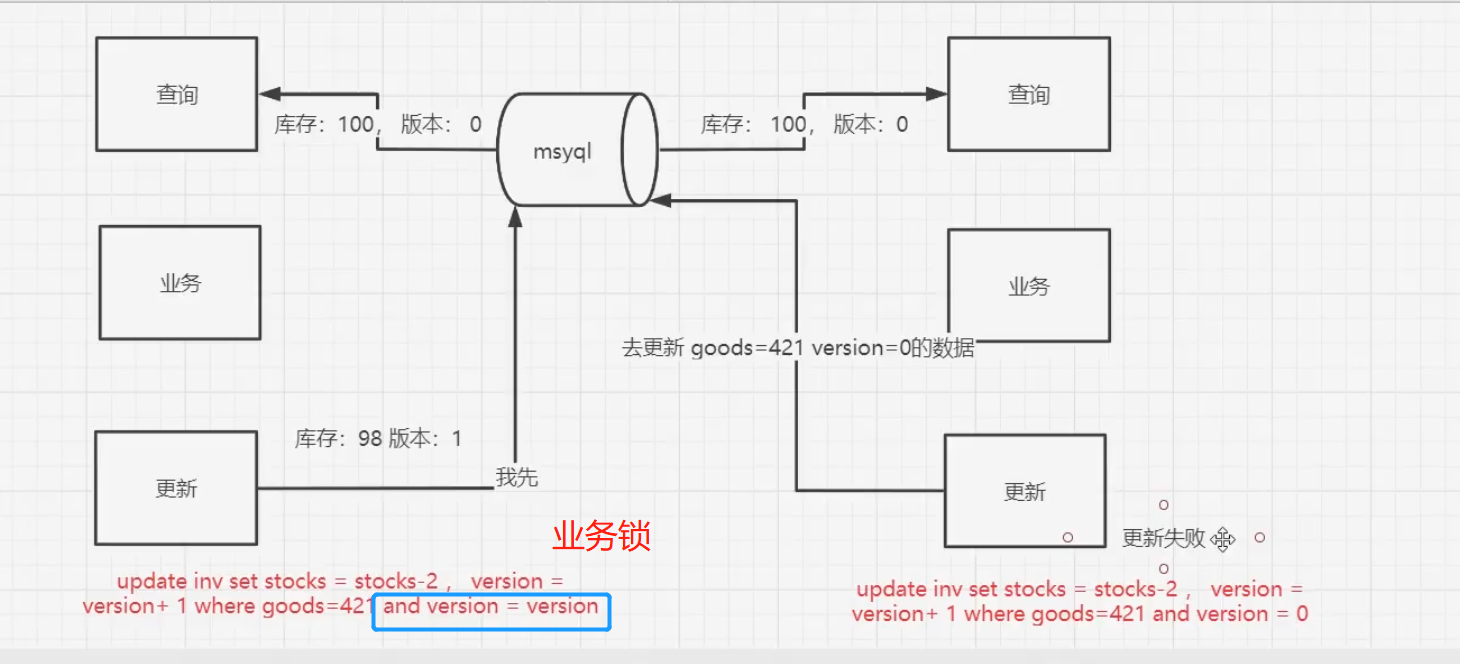 查询
库存：100， 版本： 0
msyql
库存： 100， 版本：0
查询
业务
业务
去更新 goods=421 version=0的数据
库存：98 版本：1
更新
我先
更新
业务锁
更新失败
update inv set stocks = stocks-2 ， version =
version+ 1 where goods=421 and version = version
update inv set stocks = stocks-2 ， version =
version+ 1 where goods=421 and version = 0